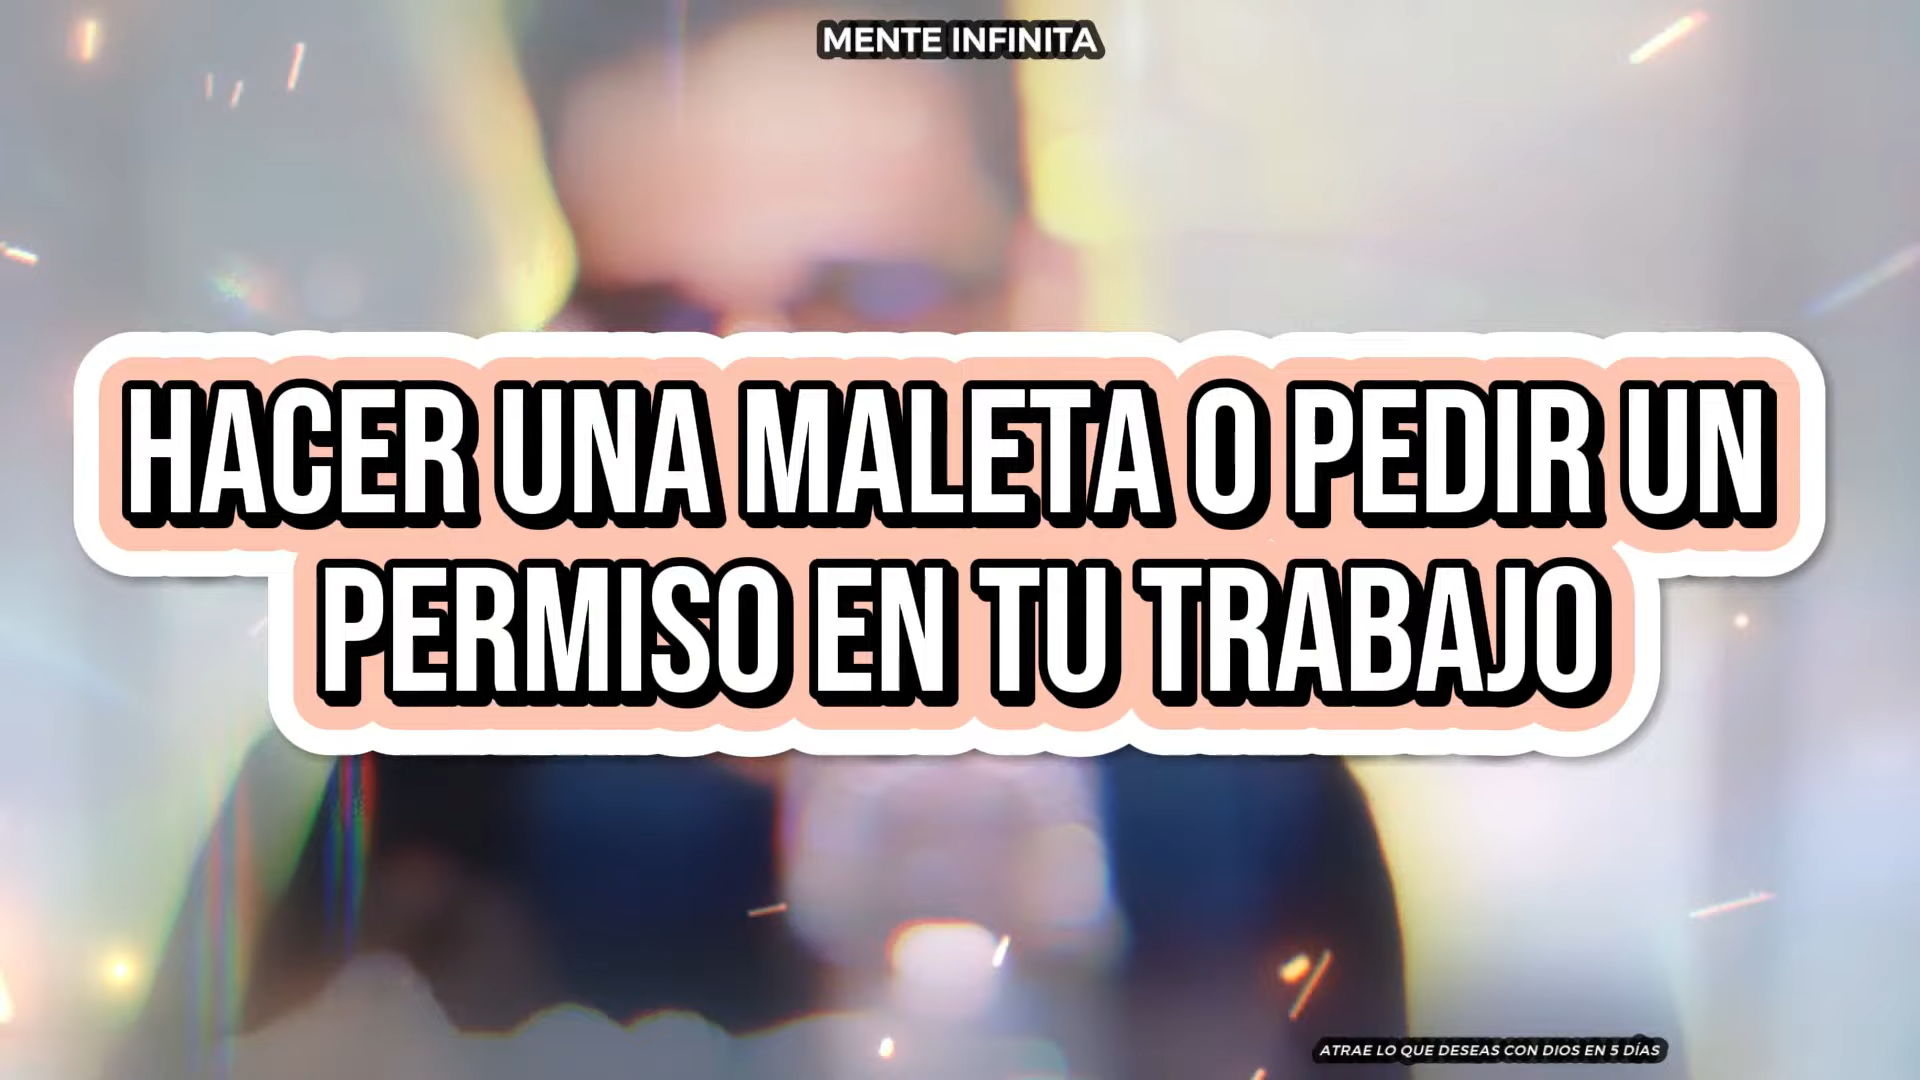 MENTE INFINITA
HACER UNA MALETA O PEDIR UN
PERMISO EN TU TRABAJO
ATRAE LO QUE DESEAS CON DIOS EN 5 DÍAS